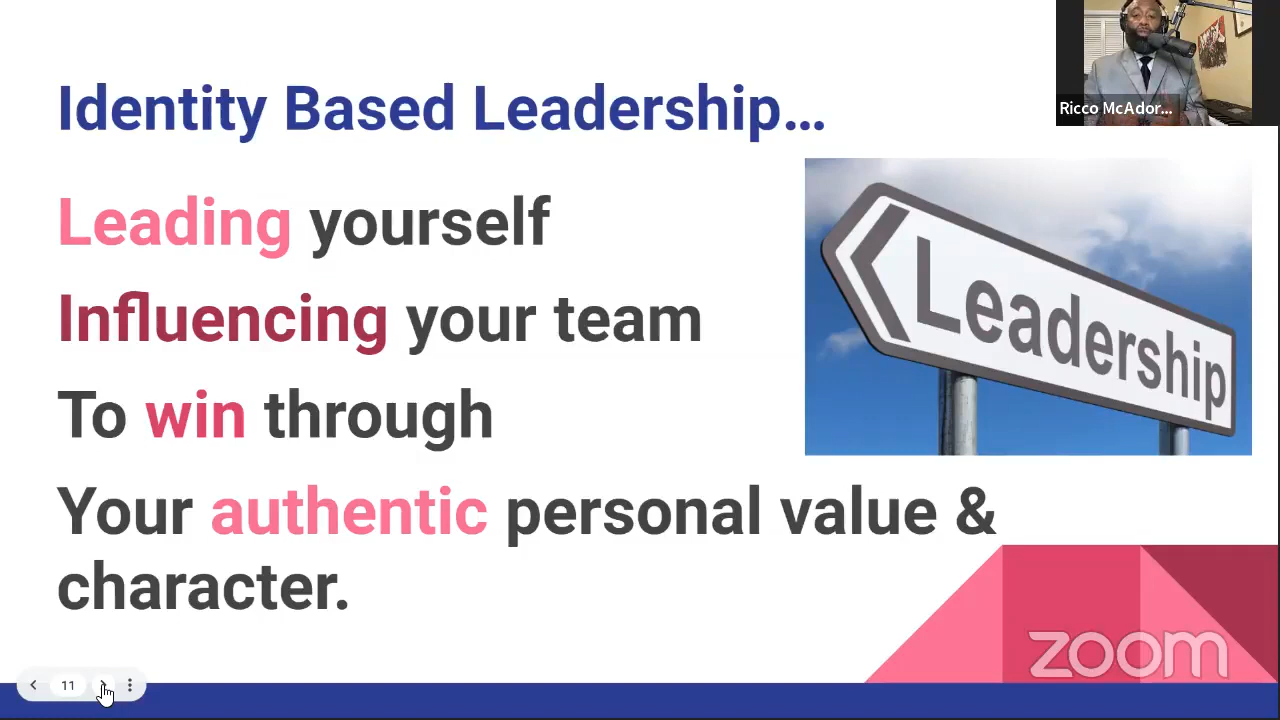 Identity Based Leadership...
Ricco McAdor...
Leading yourself
Influencing your team
To win through
Your authentic personal value &
character.
Leadership
11
zoom